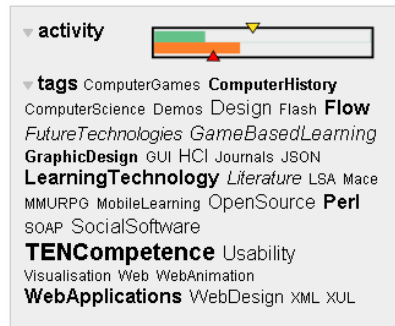 activity
tags ComputerGames ComputerHistory
ComputerScience Demos Design Flash Flow
FutureTechnologies GameBasedLearning
GraphicDesign GUI HCI Journals JSON
LearningTechnology Literature LSA Mace
MMURPG MobileLearning OpenSource Perl
SOAP SocialSoftware
TENCompetence Usability
Visualisation Web WebAnimation
WebApplications WebDesign XML XUL